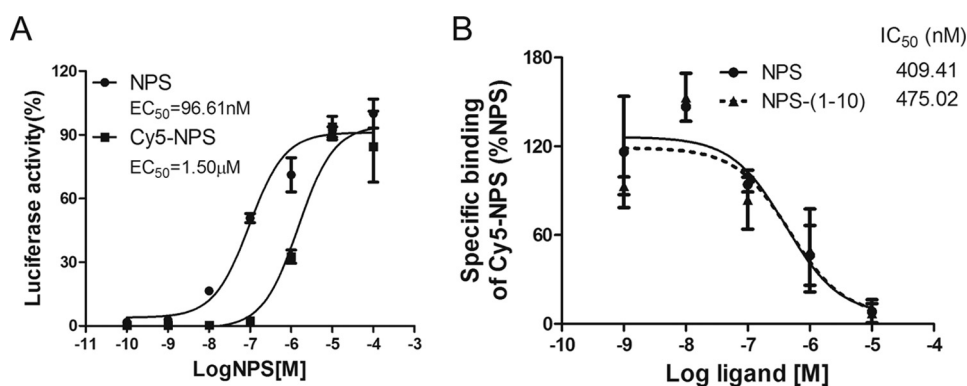 A
Luciferase activity(%)
120
90
60
30
0
NPS
EC50=96.61nM
Cy5-NPS
EC50=1.50μM
-11 -10 -9 -8 -7 -6 -5 -4 -3
LogNPS[M]
B
Specific binding
of Cy5-NPS (%NPS)
180
120
60
0
IC50 (nM)
NPS 409.41
NPS-(1-10) 475.02
-10 -9 -8 -7 -6 -5 -4
Log ligand [M]